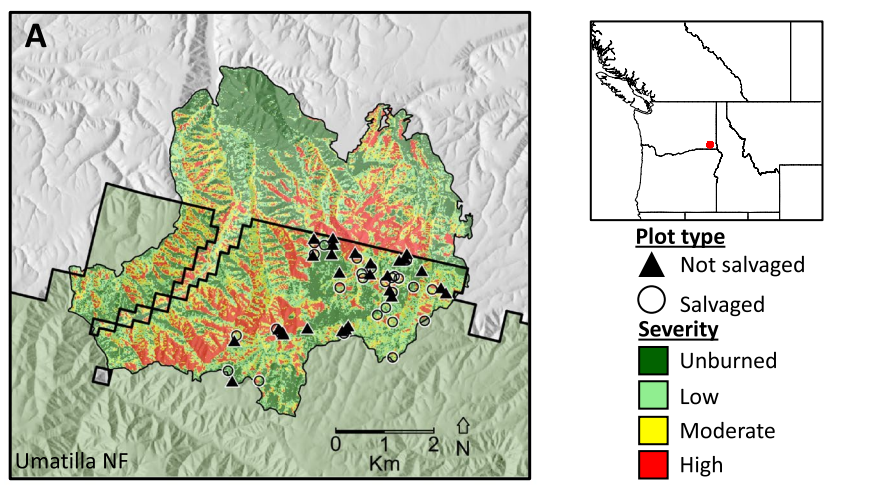 A
Umatilla NF
0 1 2
Km
N
Plot type
Not salvaged
Salvaged
Severity
Unburned
Low
Moderate
High